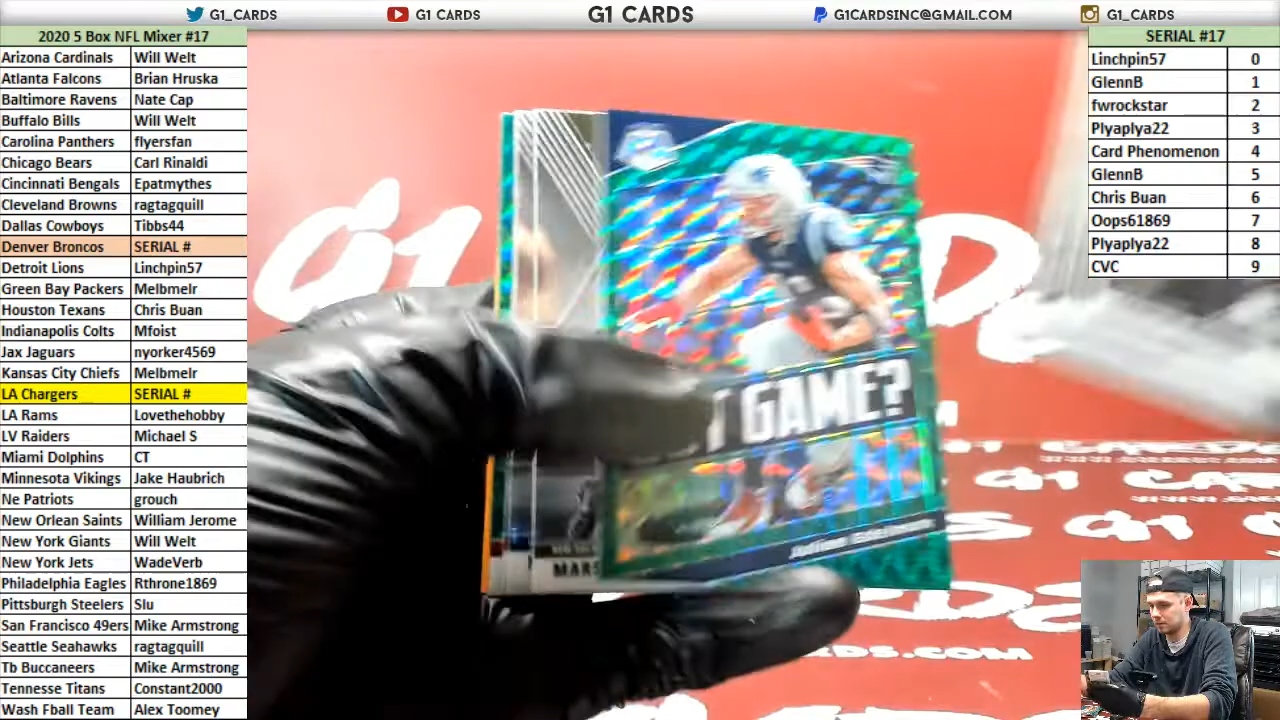 G1_CARDS
G1 CARDS
G1 CARDS
G1CARDSINC@GMAIL.COM
G1_CARDS
2020 5 Box NFL Mixer #17
Arizona Cardinals Will Welt
Atlanta Falcons Brian Hruska
Baltimore Ravens Nate Cap
Buffalo Bills Will Welt
Carolina Panthers flyersfan
Chicago Bears Carl Rinaldi
Cincinnati Bengals Epatmythes
Cleveland Browns ragtagquill
Dallas Cowboys Tibbs44
Denver Broncos SERIAL #
Detroit Lions Linchpin57
Green Bay Packers Melbmelr
Houston Texans Chris Buan
Indianapolis Colts Mfoist
Jax Jaguars nyorker4569
Kansas City Chiefs Melbmelr
LA Chargers SERIAL #
LA Rams Lovethehobby
LV Raiders Michael S
Miami Dolphins CT
Minnesota Vikings Jake Haubrich
Ne Patriots grouch
New Orlean Saints William Jerome
New York Giants Will Welt
New York Jets WadeVerb
Philadelphia Eagles Rthrone1869
Pittsburgh Steelers Slu
San Francisco 49ers Mike Armstrong
Seattle Seahawks ragtagquill
Tb Buccaneers Mike Armstrong
Tennesse Titans Constant2000
Wash Fball Team Alex Toomey
SERIAL #17
Linchpin57 0
GlennB 1
fwrockstar 2
Plyaplya22 3
Card Phenomenon 4
GlennB 5
Chris Buan 6
Oops61869 7
Plyaplya22 8
CVC 9
GAME?
MARS
G1 CARDS